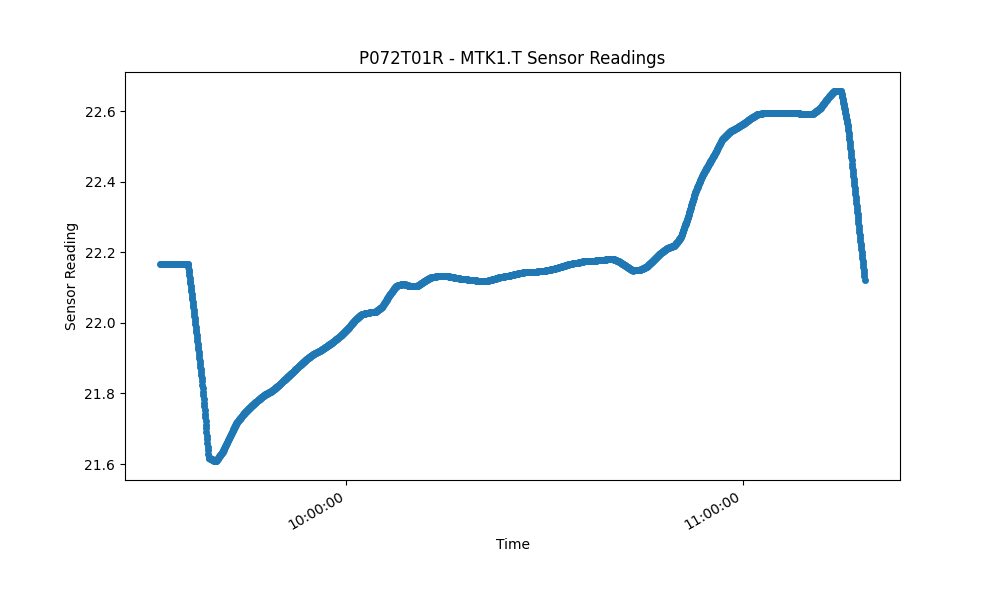 P072T01R - MTK1.T Sensor Readings
22.6
22.4
22.2
22.0
21.8
21.6
Sensor Reading
10:00:00
11:00:00
Time